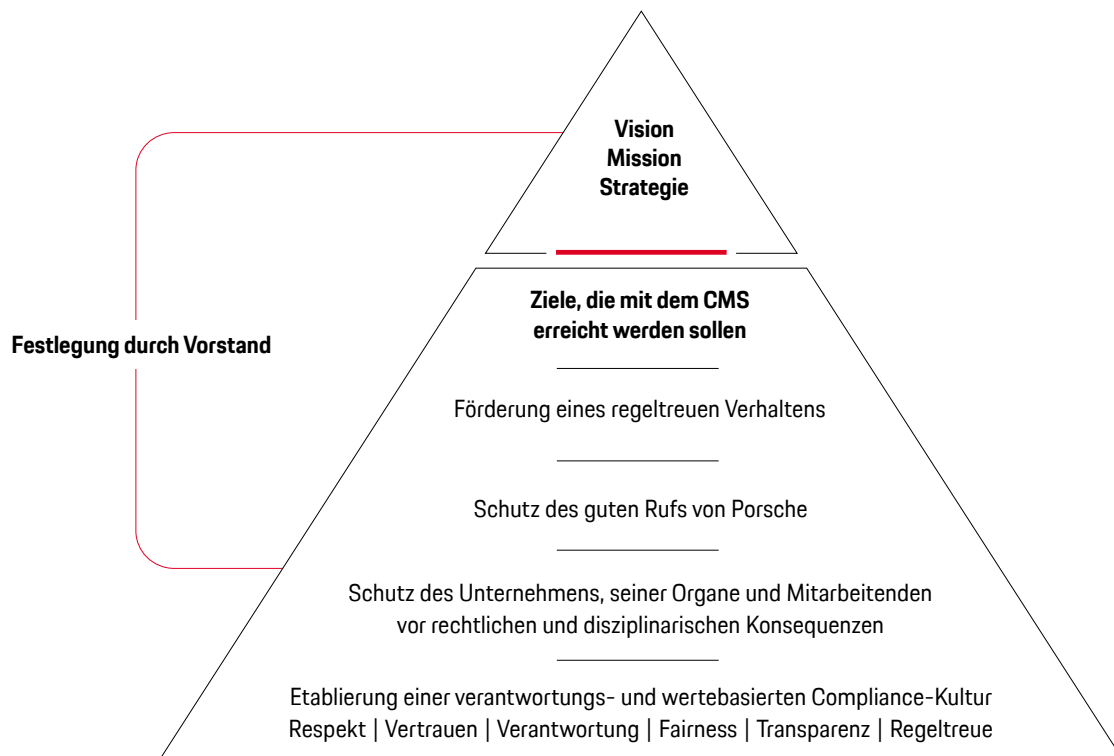 Vision
Mission
Strategie
Festlegung durch Vorstand
Ziele, die mit dem CMS
erreicht werden sollen
Förderung eines regeltreuen Verhaltens
Schutz des guten Rufs von Porsche
Schutz des Unternehmens, seiner Organe und Mitarbeitenden
vor rechtlichen und disziplinarischen Konsequenzen
Etablierung einer verantwortungs- und wertebasierten Compliance-Kultur
Respekt | Vertrauen | Verantwortung | Fairness | Transparenz | Regeltreue